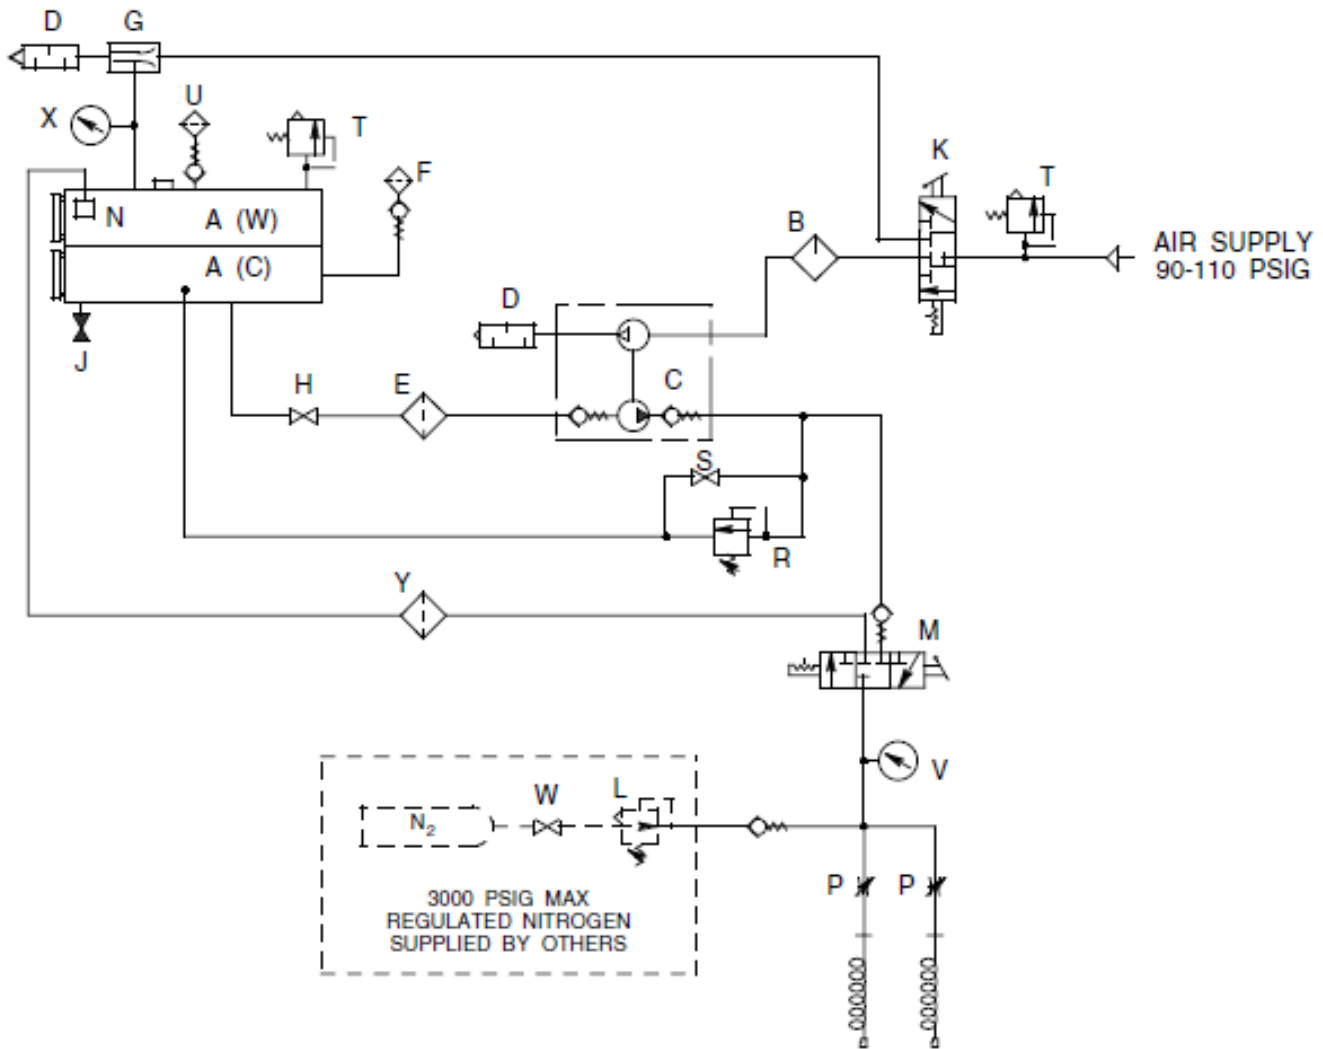 D
G
X
U
T
F
K
T
N
A (W)
A (C)
B
AIR SUPPLY
90-110 PSIG
D
J
H
E
C
S
R
Y
M
V
N2
W
L
3000 PSIG MAX
REGULATED NITROGEN
SUPPLIED BY OTHERS
P
P